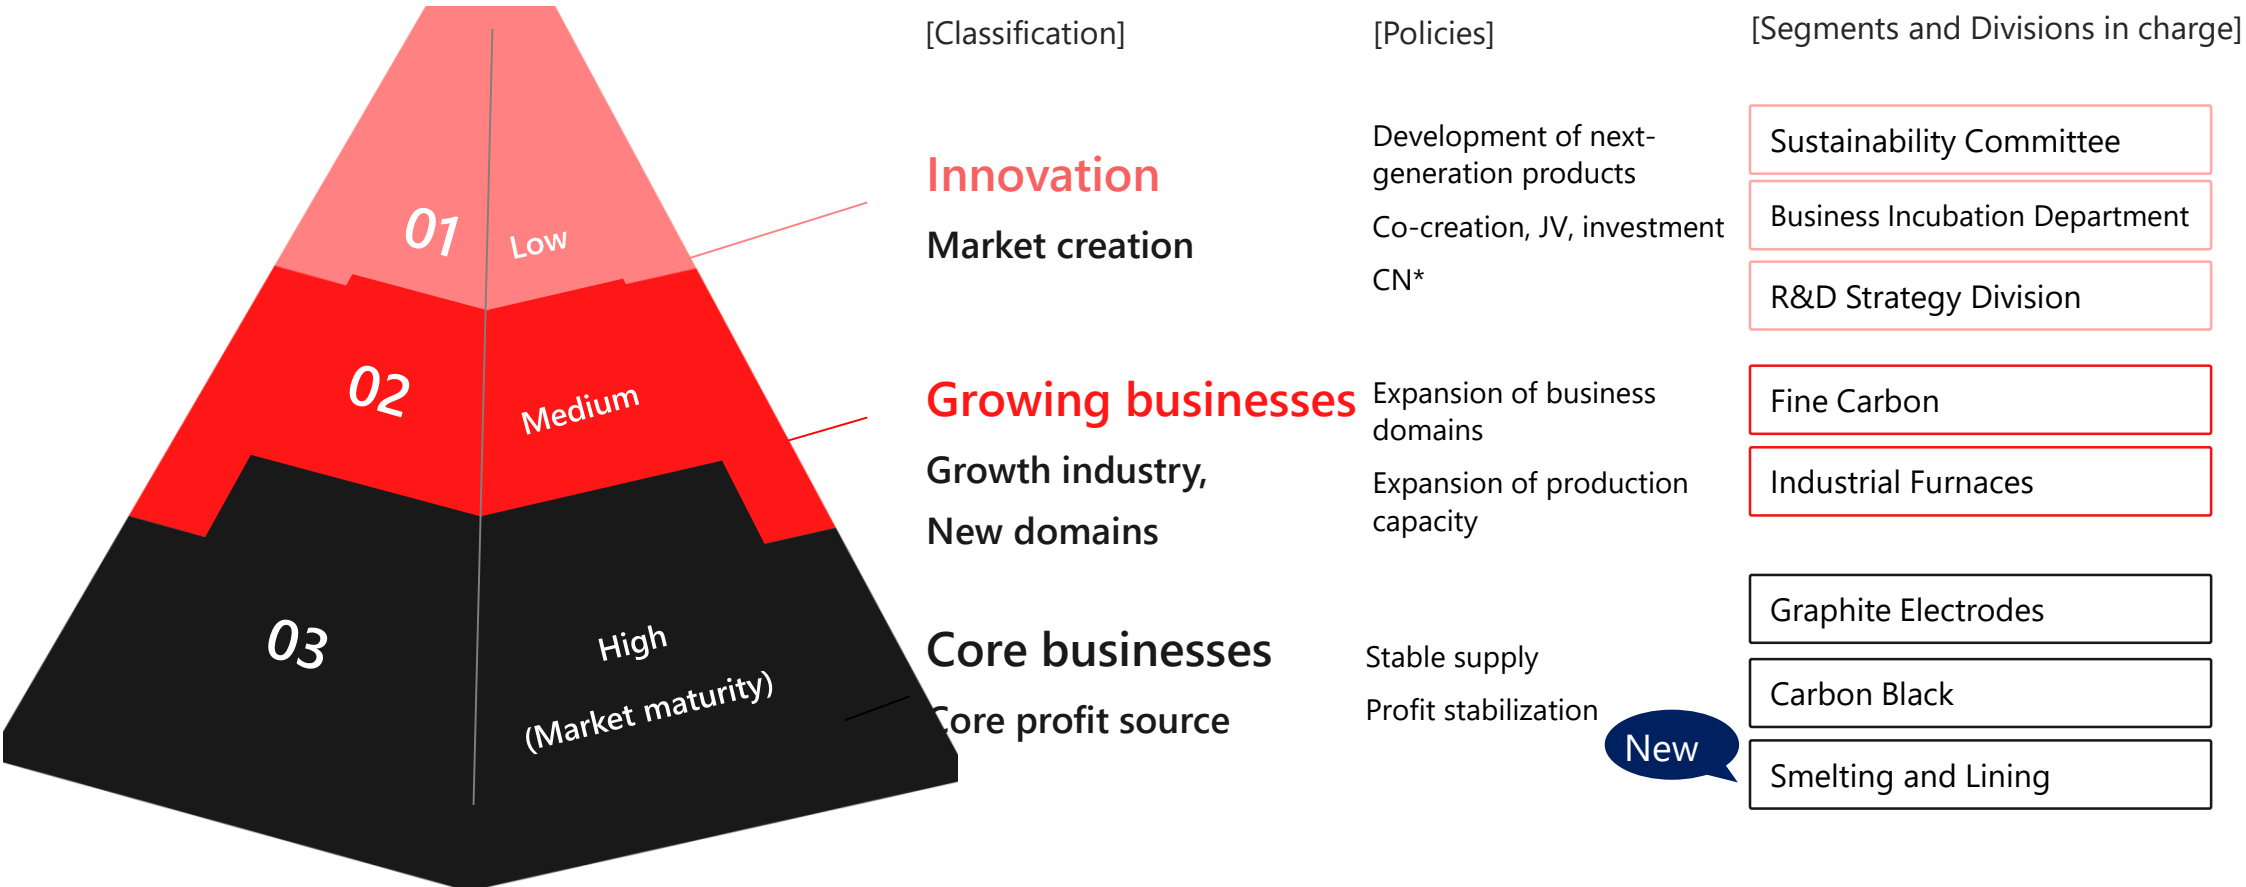 [Classification]
[Policies]
[Segments and Divisions in charge]
01
Low
Innovation
Market creation
Development of next-
generation products
Co-creation, JV, investment
CN*
Sustainability Committee
Business Incubation Department
R&D Strategy Division
02
Medium
Growing businesses
Growth industry,
New domains
Expansion of business
domains
Expansion of production
capacity
Fine Carbon
Industrial Furnaces
03
High
(Market maturity)
Core businesses
Core profit source
Stable supply
Profit stabilization
New
Graphite Electrodes
Carbon Black
Smelting and Lining